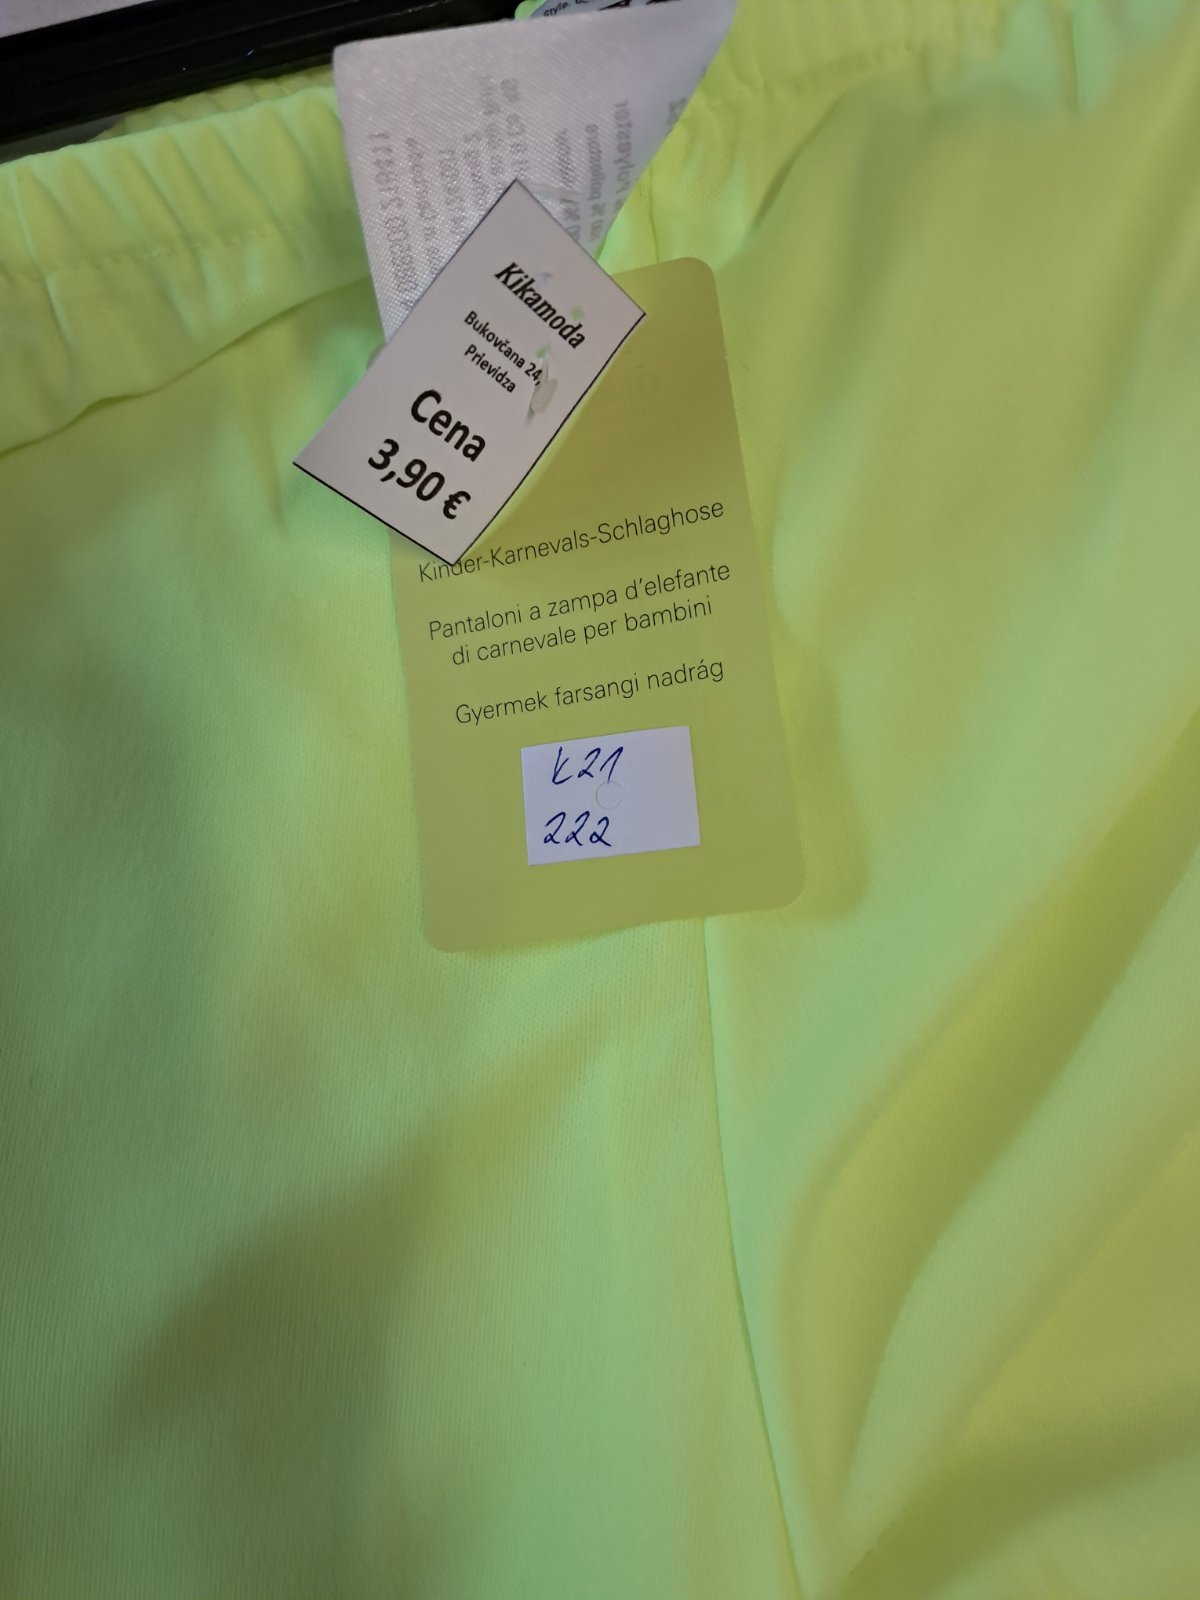 Kikamoda
Bukovčana 24,
Prievidza
Cena
3,90 €
Kinder-Karnevals-Schlaghose
Pantaloni a zampa d'elefante
di carnevale per bambini
Gyermek farsangi nadrág
K21
222